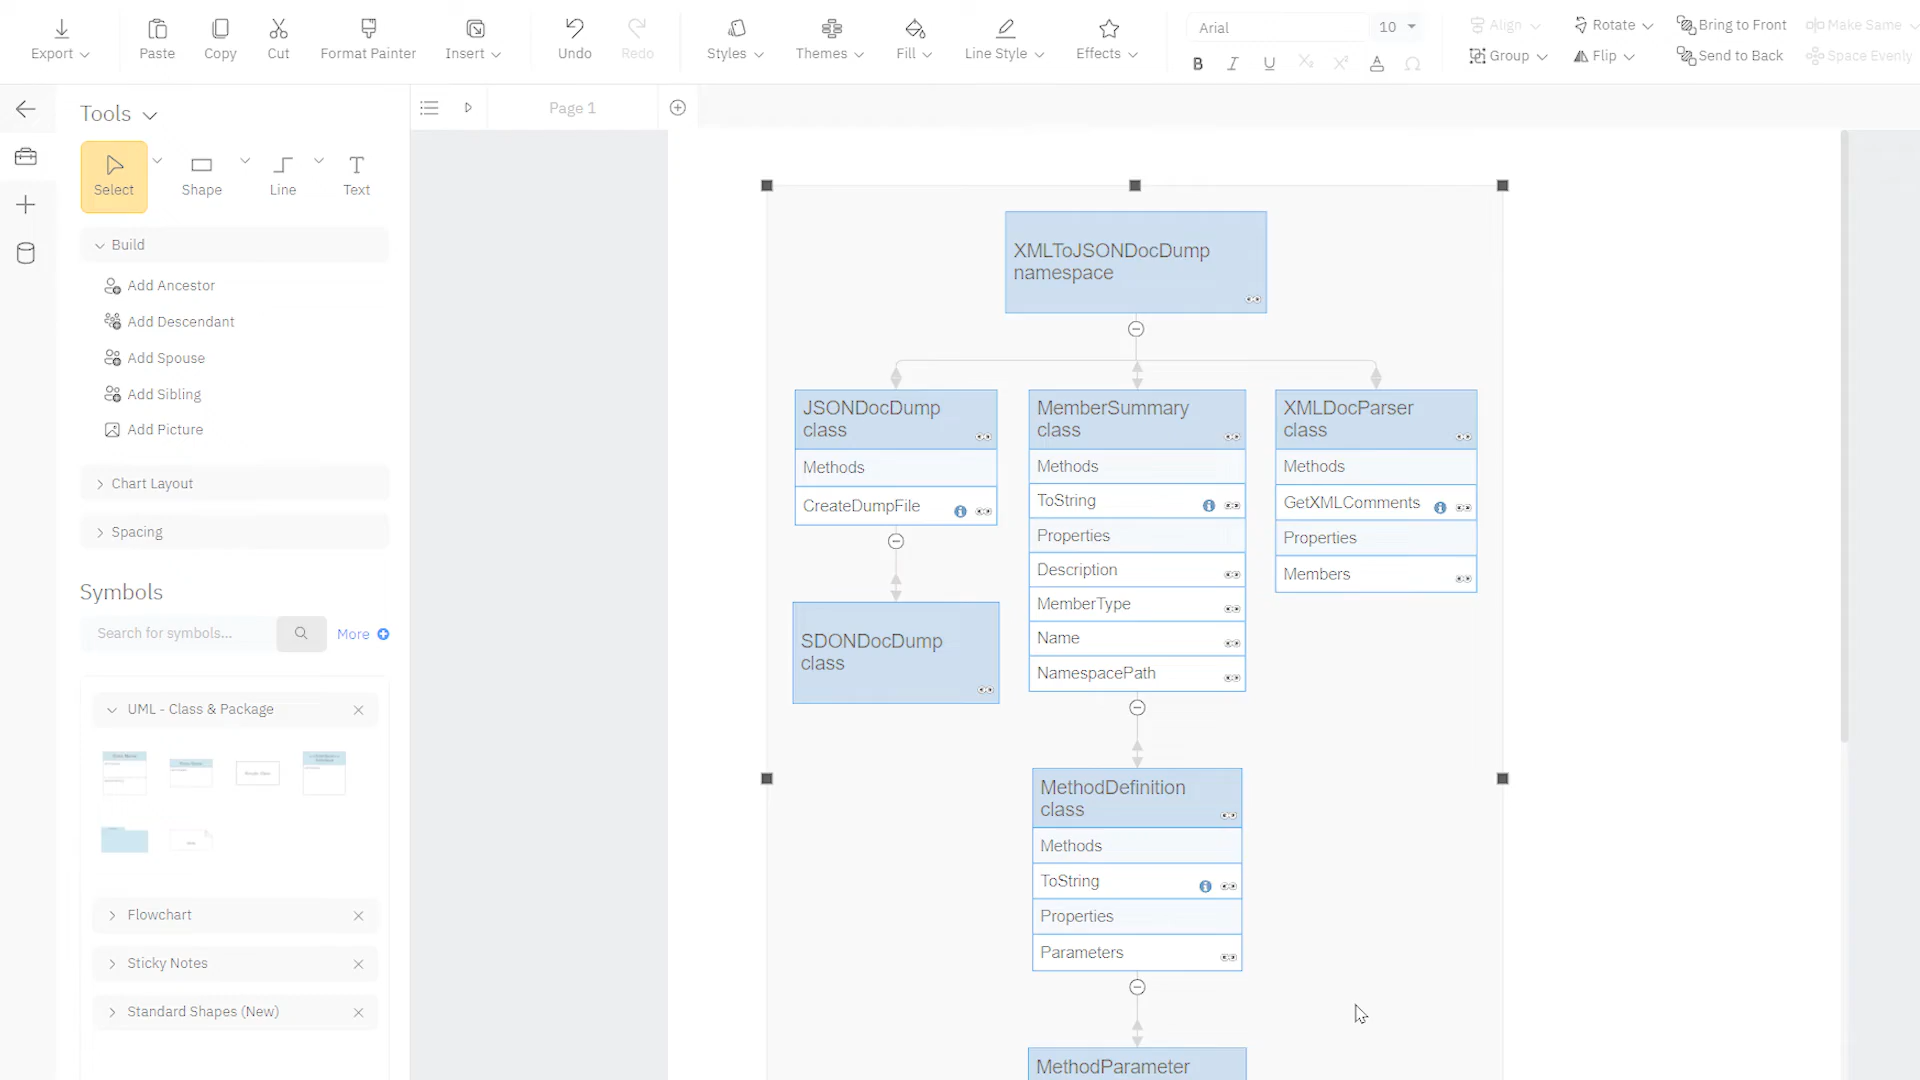 Export
Paste
Copy
Cut
Format Painter
Insert
Undo
Redo
Styles
Themes
Fill
Line Style
Effects
Arial
10
B I U X₂ X² A Ω
Align
Group
Rotate
Flip
Bring to Front
Send to Back
Make Same
Space Evenly
Tools
Select
Shape
Line
Text
Build
Add Ancestor
Add Descendant
Add Spouse
Add Sibling
Add Picture
Chart Layout
Spacing
Symbols
Search for symbols...
More
UML - Class & Package
Flowchart
Sticky Notes
Standard Shapes (New)
Page 1
XMLToJSONDocDump
namespace
JSONDocDump
class
Methods
CreateDumpFile
SDONDocDump
class
MemberSummary
class
Methods
ToString
Properties
Description
MemberType
Name
NamespacePath
XMLDocParser
class
Methods
GetXMLComments
Properties
Members
MethodDefinition
class
Methods
ToString
Properties
Parameters
MethodParameter